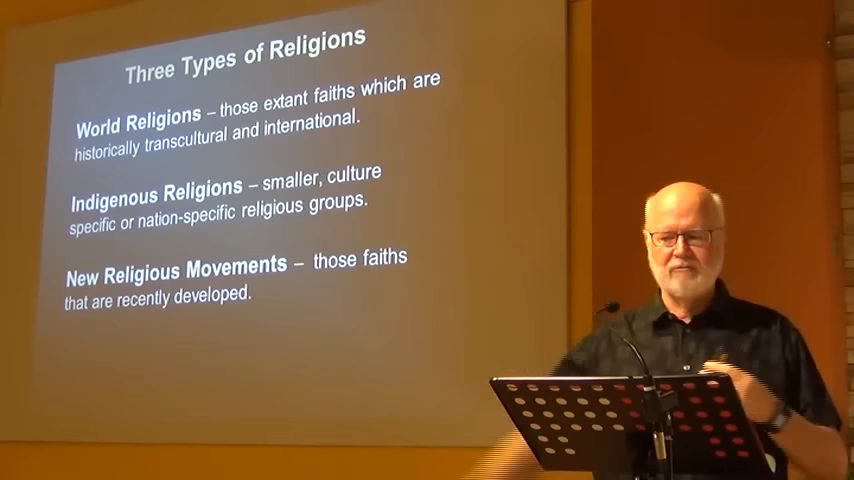 Three Types of Religions
World Religions – those extant faiths which are
historically transcultural and international.
Indigenous Religions – smaller, culture
specific or nation-specific religious groups.
New Religious Movements – those faiths
that are recently developed.